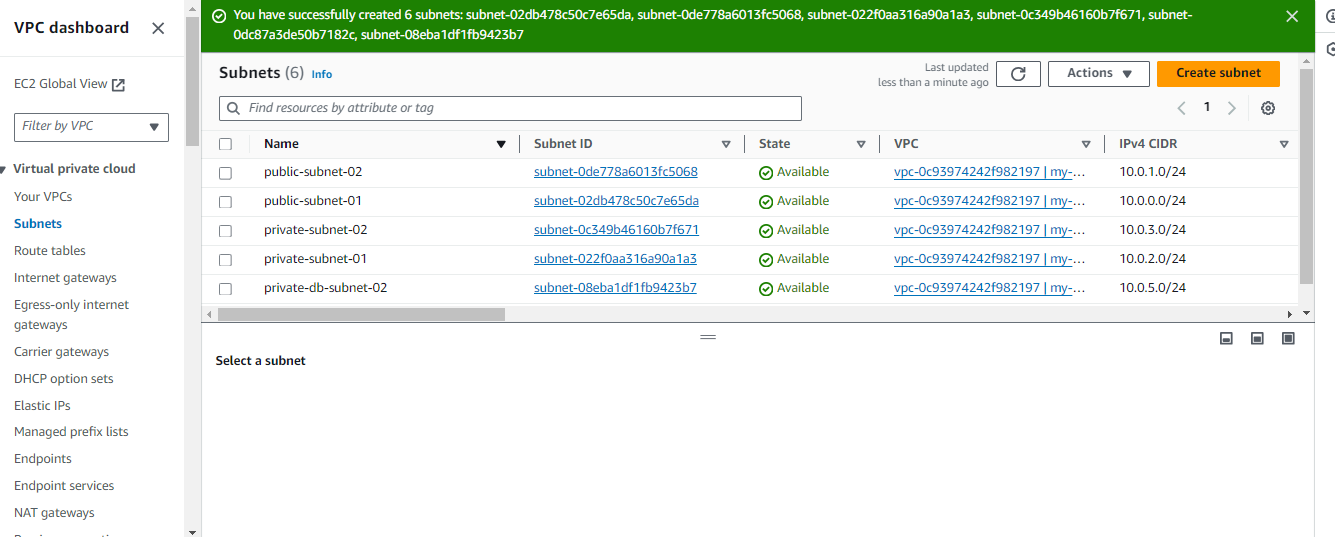 VPC dashboard
EC2 Global View
Filter by VPC
Virtual private cloud
Your VPCs
Subnets
Route tables
Internet gateways
Egress-only internet
gateways
Carrier gateways
DHCP option sets
Elastic IPs
Managed prefix lists
Endpoints
Endpoint services
NAT gateways
You have successfully created 6 subnets: subnet-02db478c50c7e65da, subnet-0de778a6013fc5068, subnet-022f0aa316a90a1a3, subnet-0c349b46160b7f671, subnet-
0dc87a3de50b7182c, subnet-08eba1df1fb9423b7
Subnets (6) Info
Last updated
less than a minute ago
Actions
Create subnet
Find resources by attribute or tag
1
Name Subnet ID State VPC IPv4 CIDR
public-subnet-02 subnet-0de778a6013fc5068 Available vpc-0c93974242f982197 | my-... 10.0.1.0/24
public-subnet-01 subnet-02db478c50c7e65da Available vpc-0c93974242f982197 | my-... 10.0.0.0/24
private-subnet-02 subnet-0c349b46160b7f671 Available vpc-0c93974242f982197 | my-... 10.0.3.0/24
private-subnet-01 subnet-022f0aa316a90a1a3 Available vpc-0c93974242f982197 | my-... 10.0.2.0/24
private-db-subnet-02 subnet-08eba1df1fb9423b7 Available vpc-0c93974242f982197 | my-... 10.0.5.0/24
Select a subnet